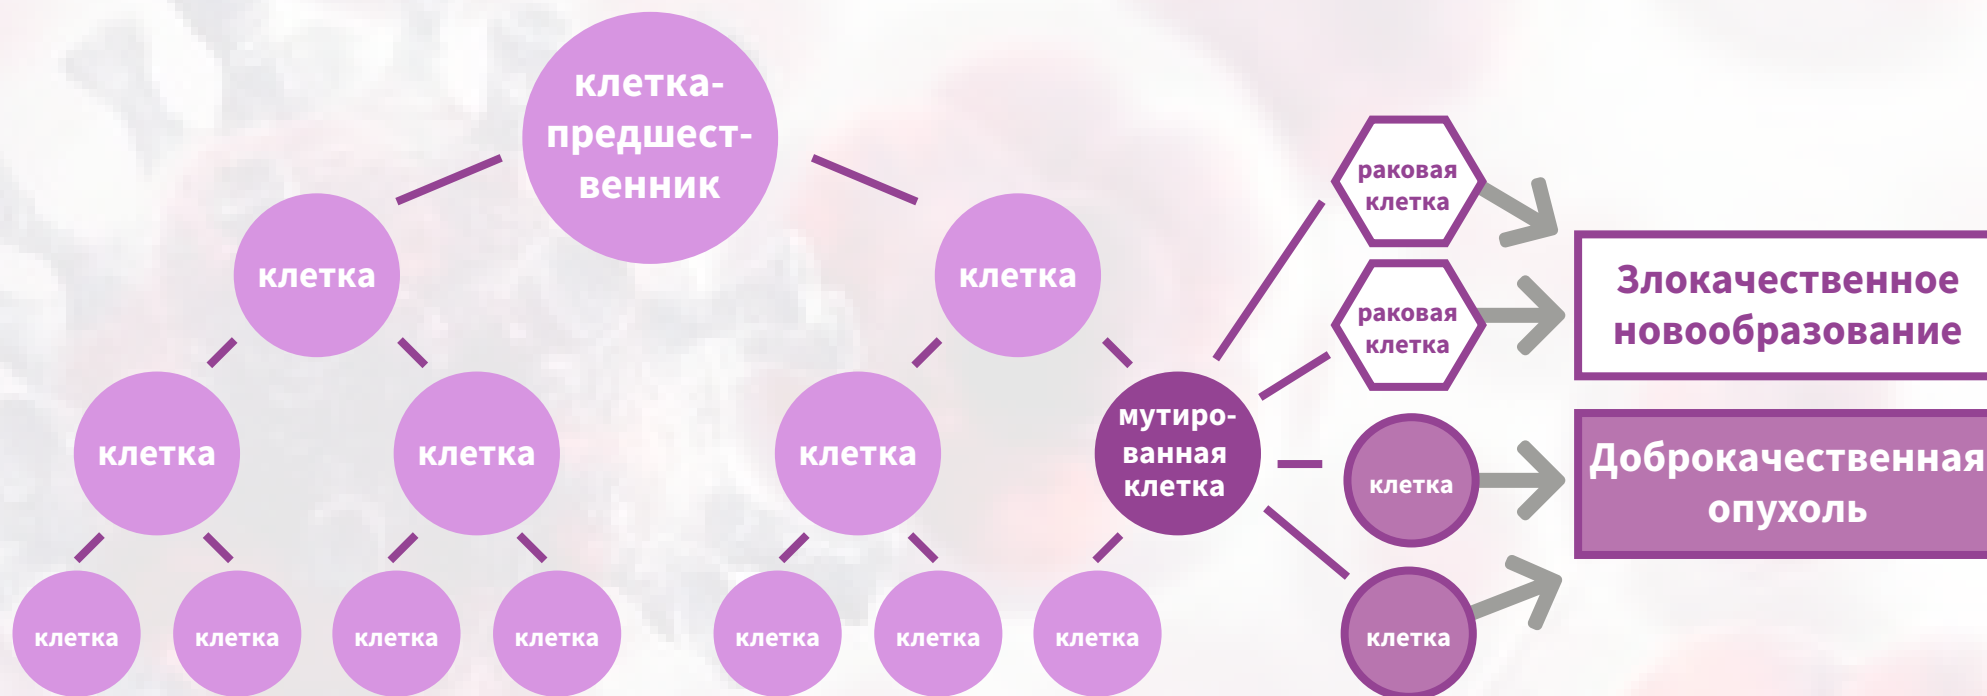 клетка-
предшест-
венник
клетка
клетка
клетка
клетка
клетка
мутиро-
ванная
клетка
клетка
клетка
клетка
клетка
клетка
клетка
клетка
раковая
клетка
раковая
клетка
клетка
клетка
Злокачественное
новообразование
Доброкачественная
опухоль